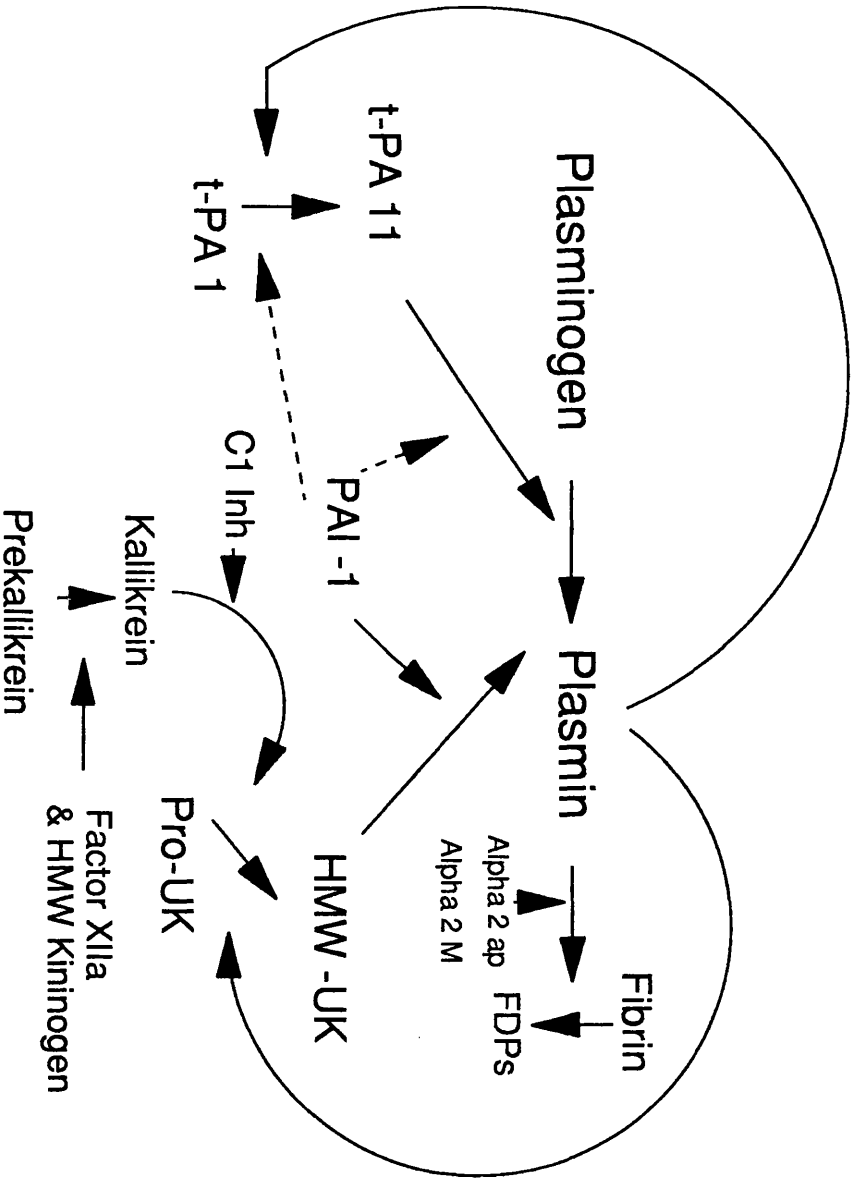 Plasminogen
Plasmin
Fibrin
FDPs
Alpha 2 ap
Alpha 2 M
t-PA 11
t-PA 1
PAI -1
HMW -UK
C1 Inh
Pro-UK
Kallikrein
Prekallikrein
Factor XIIa
& HMW Kininogen